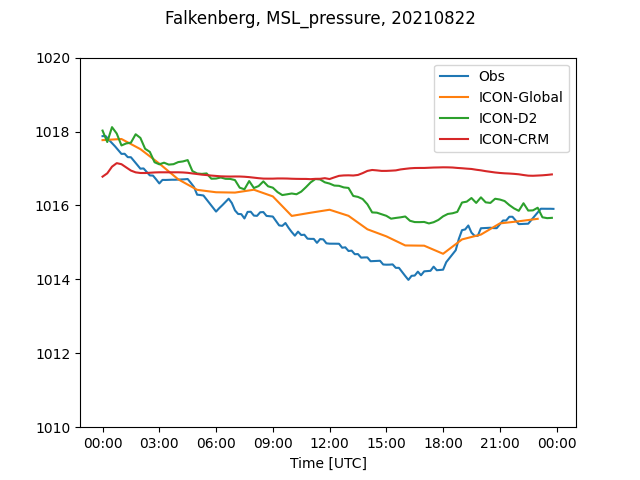 Falkenberg, MSL_pressure, 20210822
1020
1018
1016
1014
1012
1010
Obs
ICON-Global
ICON-D2
ICON-CRM
00:00 03:00 06:00 09:00 12:00 15:00 18:00 21:00 00:00
Time [UTC]